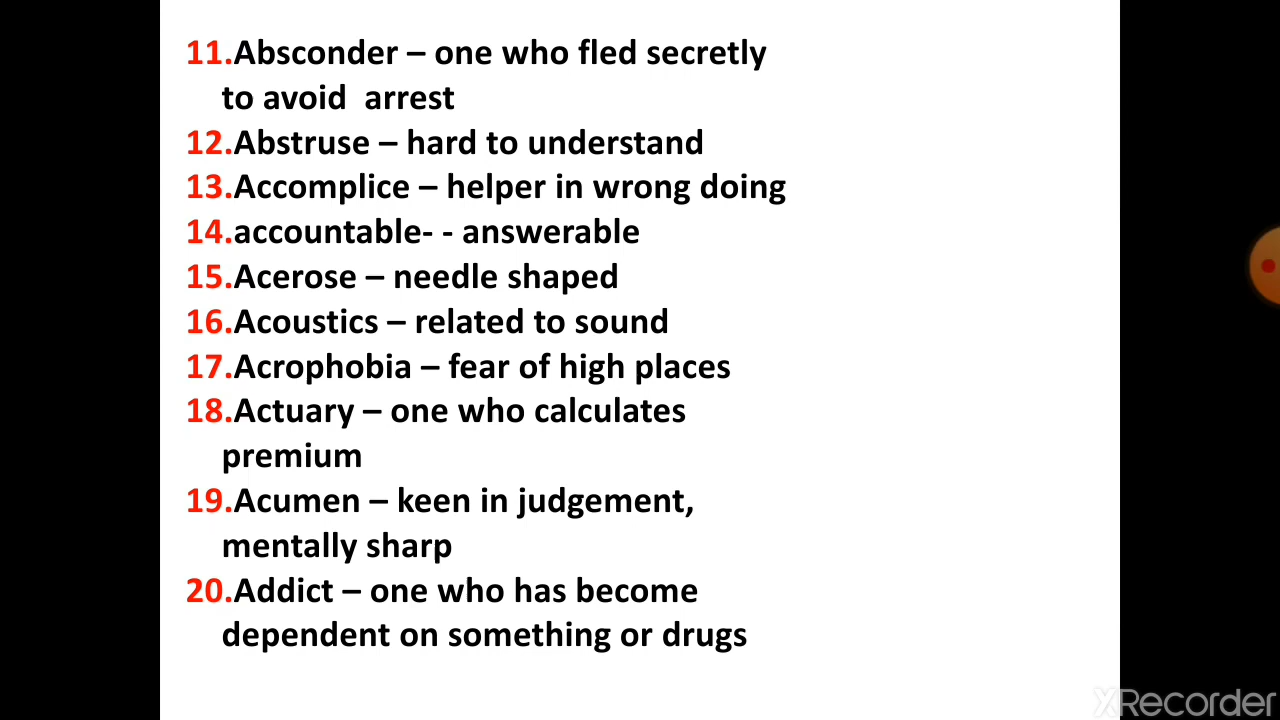 11.Absconder – one who fled secretly
to avoid  arrest
12.Abstruse – hard to understand
13.Accomplice – helper in wrong doing
14.accountable- - answerable
15.Acerose – needle shaped
16.Acoustics – related to sound
17.Acrophobia – fear of high places
18.Actuary – one who calculates
premium
19.Acumen – keen in judgement,
mentally sharp
20.Addict – one who has become
dependent on something or drugs
XRecorder